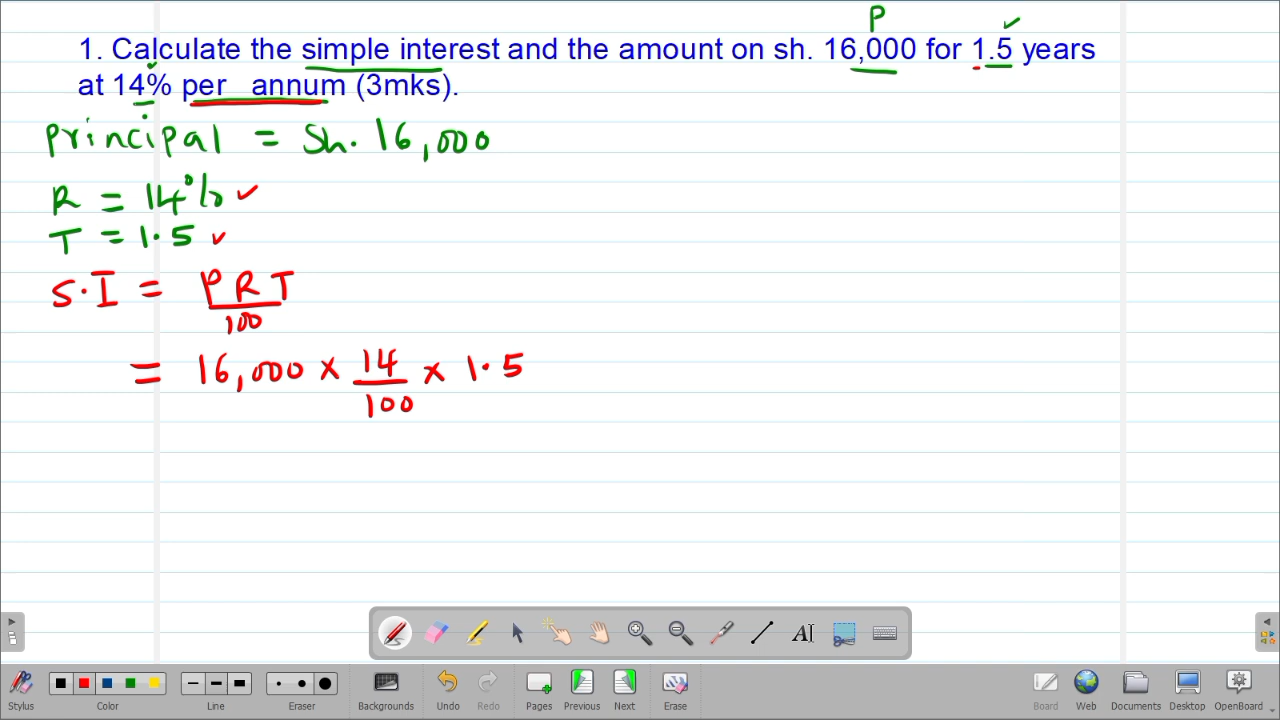 P
1. Calculate the simple interest and the amount on sh. 16,000 for 1.5 years
at 14% per annum (3mks).
Principal = Sh. 16,000
R = 14%
T = 1.5
S.I = PRT
100
= 16,000 × 14 × 1.5
100
Stylus
Color
Line
Eraser
Backgrounds
Undo
Redo
Pages
Previous
Next
Erase
Board
Web
Documents
Desktop
OpenBoard